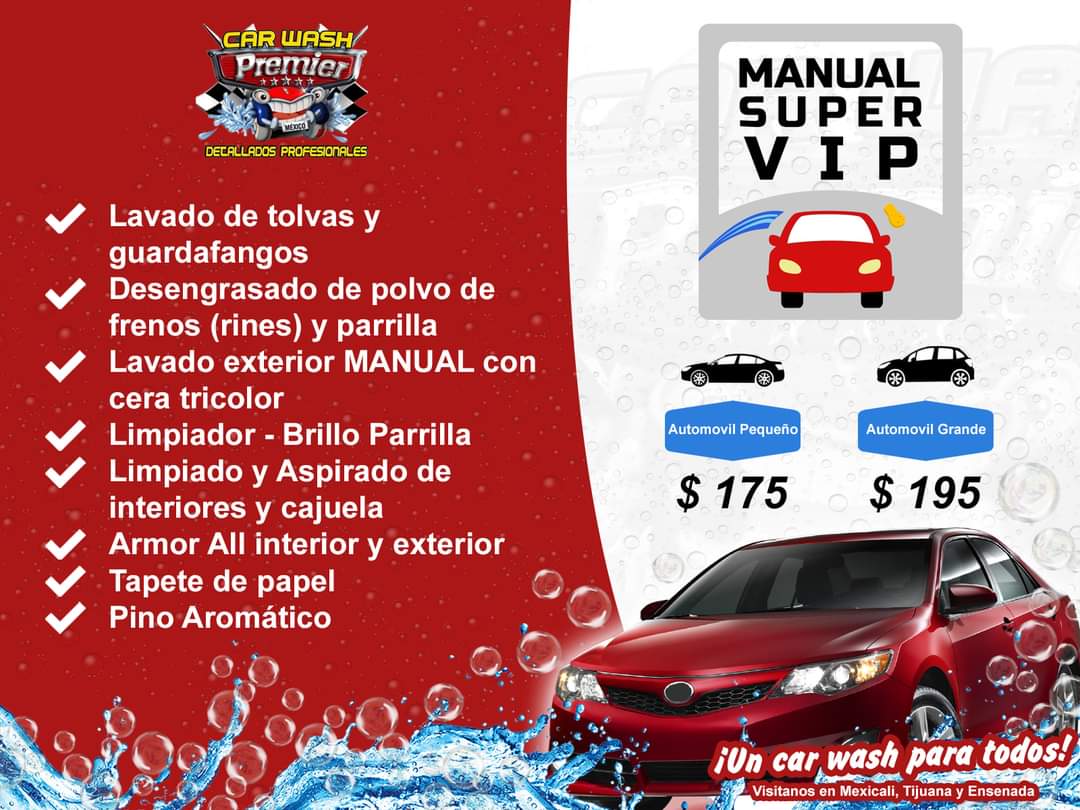 CAR WASH
Premier
MÉXICO
DETALLADOS PROFESIONALES
Lavado de tolvas y
guardafangos
Desengrasado de polvo de
frenos (rines) y parrilla
Lavado exterior MANUAL con
cera tricolor
Limpiador - Brillo Parrilla
Limpiado y Aspirado de
interiores y cajuela
Armor All interior y exterior
Tapete de papel
Pino Aromático
MANUAL
SUPER
VIP
Automovil Pequeño
$ 175
Automovil Grande
$ 195
¡Un car wash para todos!
Visitanos en Mexicali, Tijuana y Ensenada